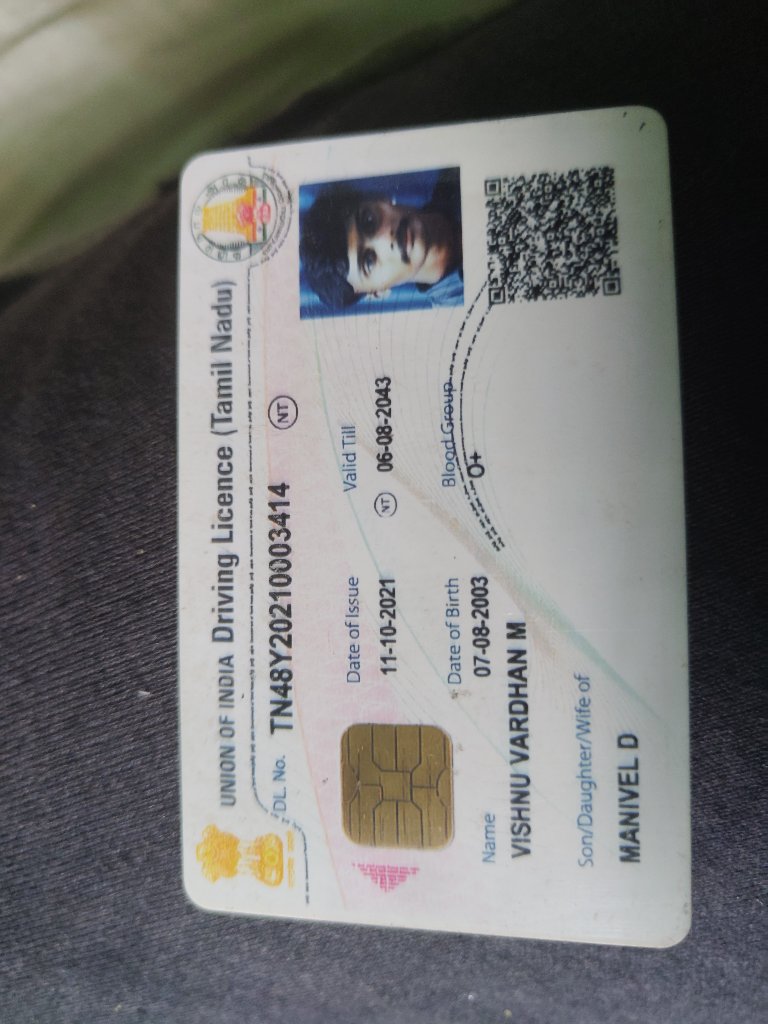 UNION OF INDIA Driving Licence (Tamil Nadu)
DL. No. TN48Y20210003414 NT
Date of Issue Valid Till
11-10-2021 NT 06-08-2043
Date of Birth Blood Group
07-08-2003 O+
Name
VISHNU VARDHAN M
Son/Daughter/Wife of
MANIVEL D